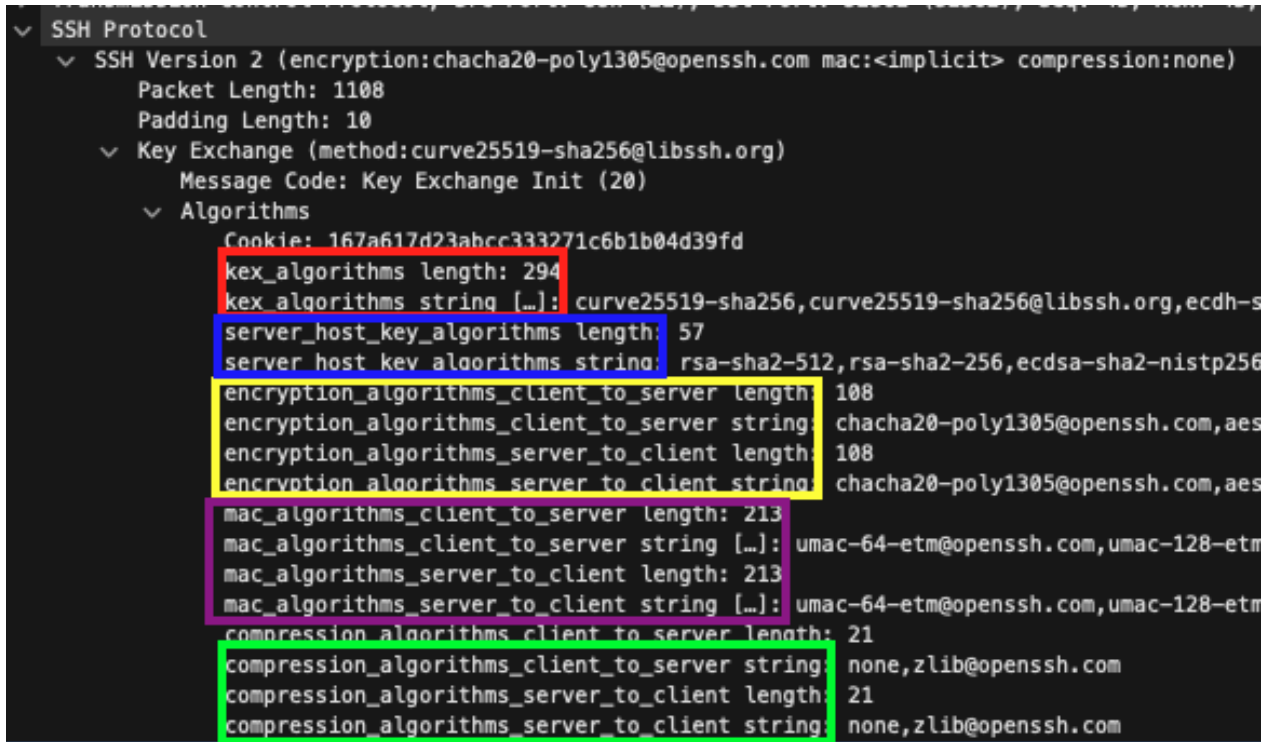 SSH Protocol
SSH Version 2 (encryption:chacha20-poly1305@openssh.com mac:<implicit> compression:none)
Packet Length: 1108
Padding Length: 10
Key Exchange (method:curve25519-sha256@libssh.org)
Message Code: Key Exchange Init (20)
Algorithms
Cookie: 167a617d23abcc333271c6b1b04d39fd
kex_algorithms length: 294
kex_algorithms string […]: curve25519-sha256,curve25519-sha256@libssh.org,ecdh-s
server_host_key_algorithms length: 57
server_host_key_algorithms string: rsa-sha2-512,rsa-sha2-256,ecdsa-sha2-nistp256
encryption_algorithms_client_to_server length: 108
encryption_algorithms_client_to_server string: chacha20-poly1305@openssh.com,aes
encryption_algorithms_server_to_client length: 108
encryption_algorithms_server_to_client string: chacha20-poly1305@openssh.com,aes
mac_algorithms_client_to_server length: 213
mac_algorithms_client_to_server string […]: umac-64-etm@openssh.com,umac-128-etm
mac_algorithms_server_to_client length: 213
mac_algorithms_server_to_client string […]: umac-64-etm@openssh.com,umac-128-etm
compression_algorithms_client_to_server length: 21
compression_algorithms_client_to_server string: none,zlib@openssh.com
compression_algorithms_server_to_client length: 21
compression_algorithms_server_to_client string: none,zlib@openssh.com